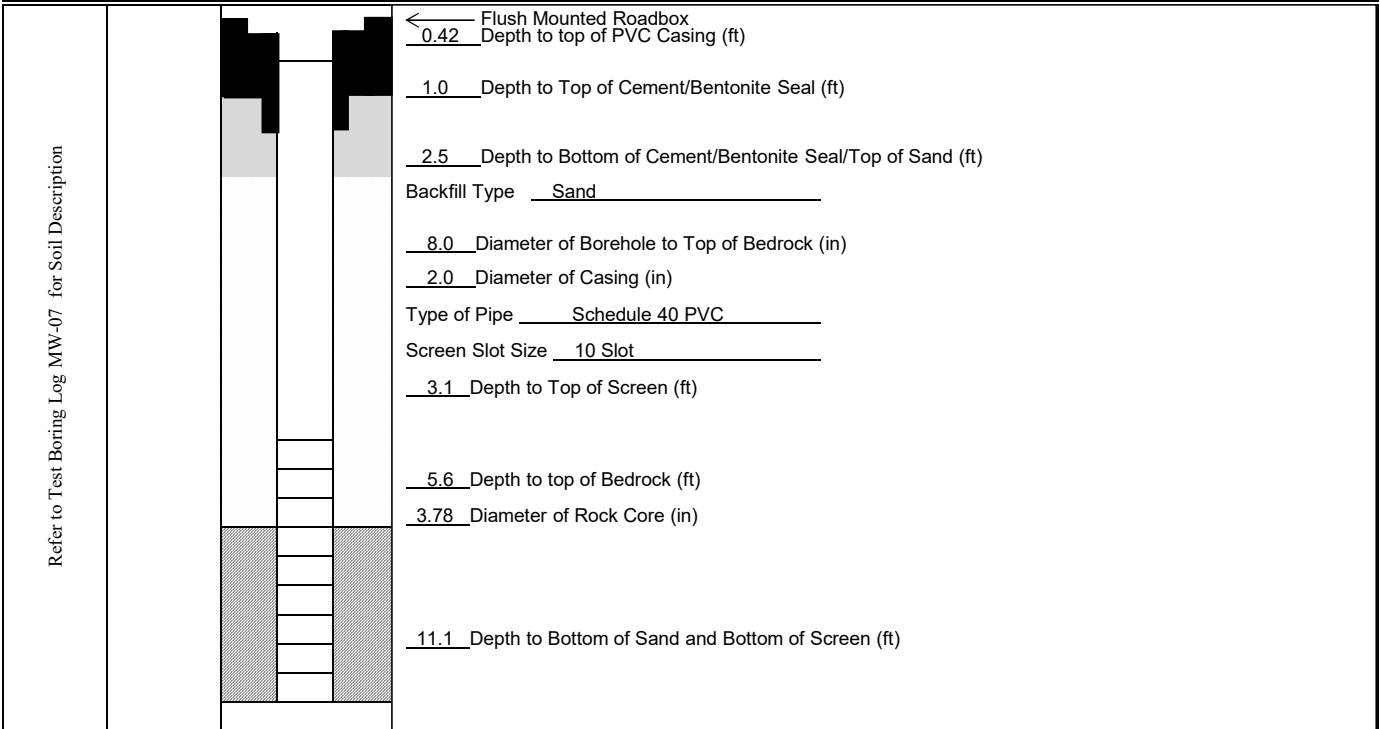 Refer to Test Boring Log MW-07 for Soil Description
Flush Mounted Roadbox
0.42 Depth to top of PVC Casing (ft)
1.0 Depth to Top of Cement/Bentonite Seal (ft)
2.5 Depth to Bottom of Cement/Bentonite Seal/Top of Sand (ft)
Backfill Type Sand
8.0 Diameter of Borehole to Top of Bedrock (in)
2.0 Diameter of Casing (in)
Type of Pipe Schedule 40 PVC
Screen Slot Size 10 Slot
3.1 Depth to Top of Screen (ft)
5.6 Depth to top of Bedrock (ft)
3.78 Diameter of Rock Core (in)
11.1 Depth to Bottom of Sand and Bottom of Screen (ft)